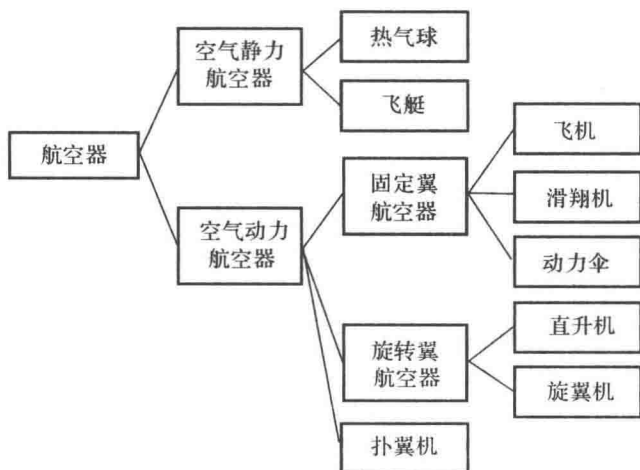 航空器
空气静力
航空器
热气球
飞艇
空气动力
航空器
固定翼
航空器
飞机
滑翔机
动力伞
旋转翼
航空器
直升机
旋翼机
扑翼机